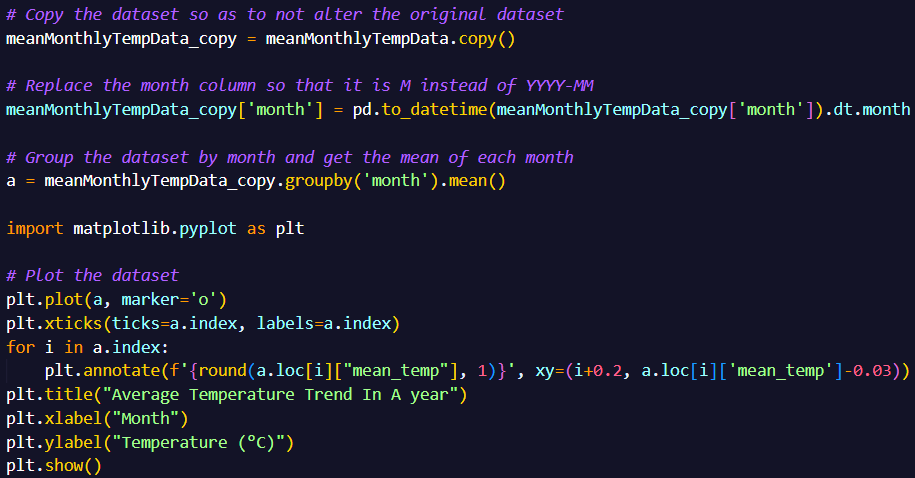 # Copy the dataset so as to not alter the original dataset
meanMonthlyTempData_copy = meanMonthlyTempData.copy()
# Replace the month column so that it is M instead of YYYY-MM
meanMonthlyTempData_copy['month'] = pd.to_datetime(meanMonthlyTempData_copy['month']).dt.month
# Group the dataset by month and get the mean of each month
a = meanMonthlyTempData_copy.groupby('month').mean()
import matplotlib.pyplot as plt
# Plot the dataset
plt.plot(a, marker='o')
plt.xticks(ticks=a.index, labels=a.index)
for i in a.index:
    plt.annotate(f'{round(a.loc[i]["mean_temp"], 1)}', xy=(i+0.2, a.loc[i]['mean_temp']-0.03))
plt.title("Average Temperature Trend In A year")
plt.xlabel("Month")
plt.ylabel("Temperature (°C)")
plt.show()